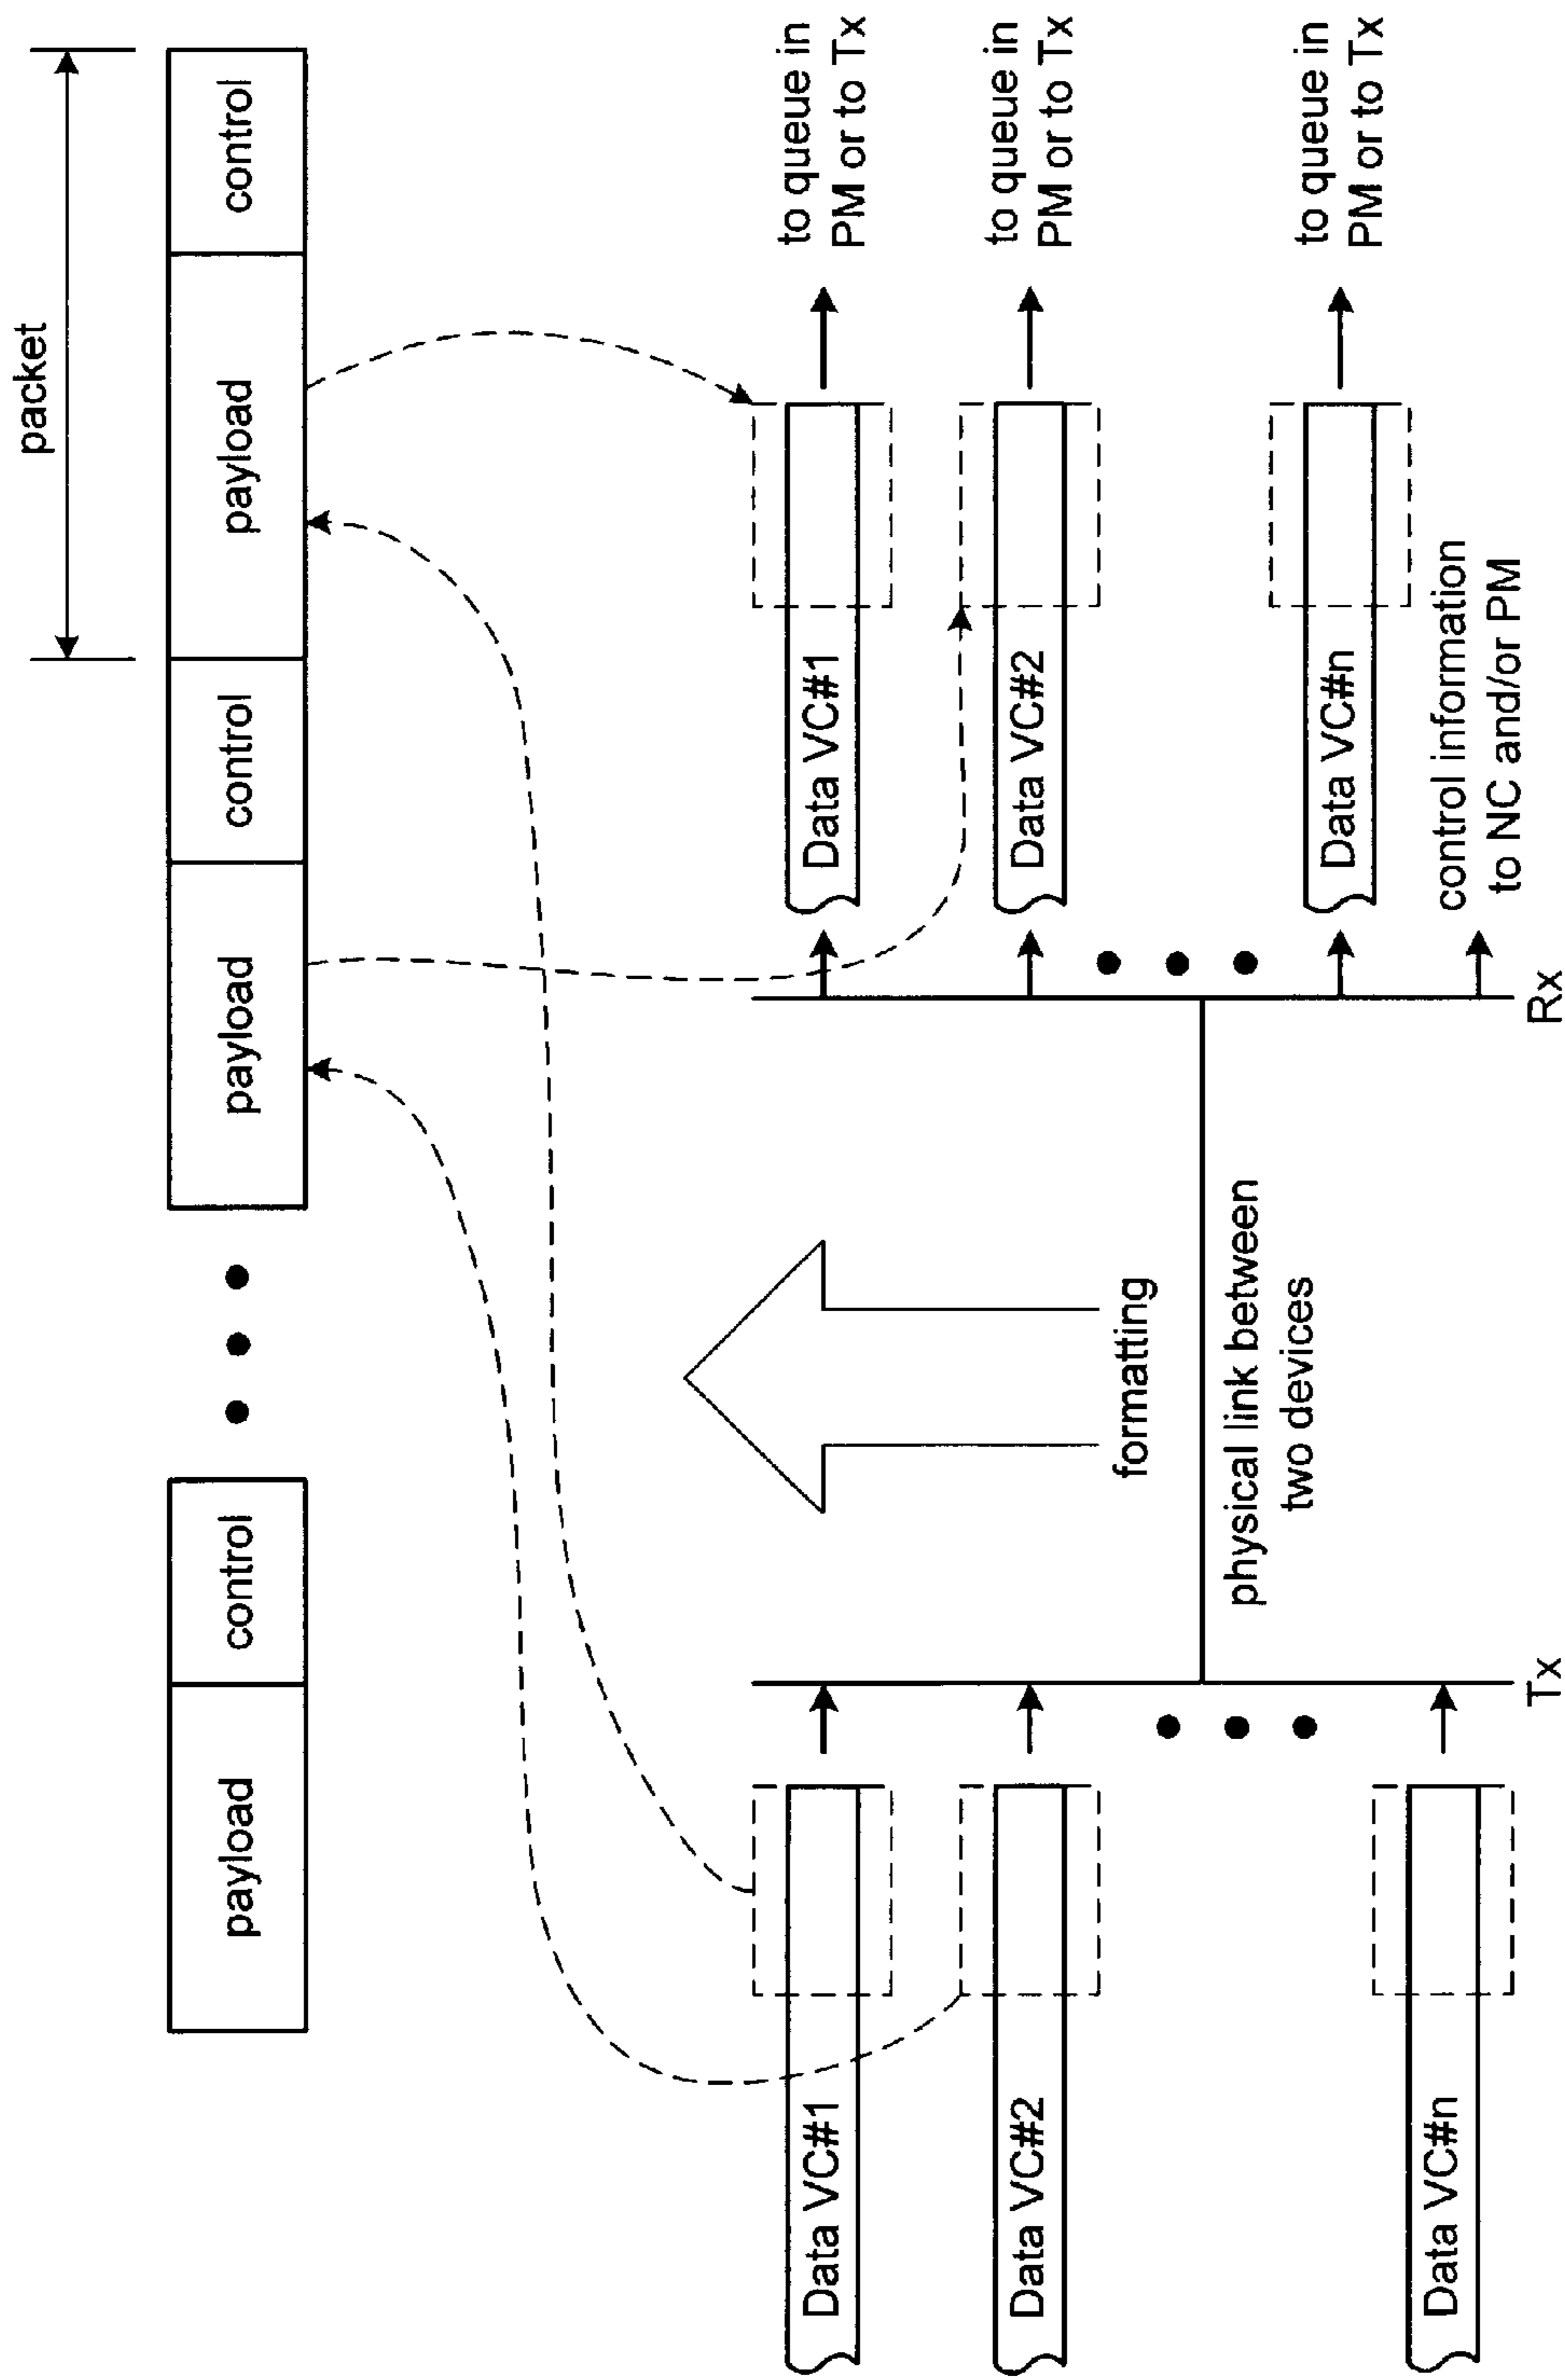 packet
payload
control
payload
control
payload
control
Data VC#1
Data VC#2
Data VC#n
Tx
formatting
physical link between
two devices
Rx
Data VC#1
Data VC#2
Data VC#n
to queue in
PM or to Tx
to queue in
PM or to Tx
to queue in
PM or to Tx
control information
to NC and/or PM